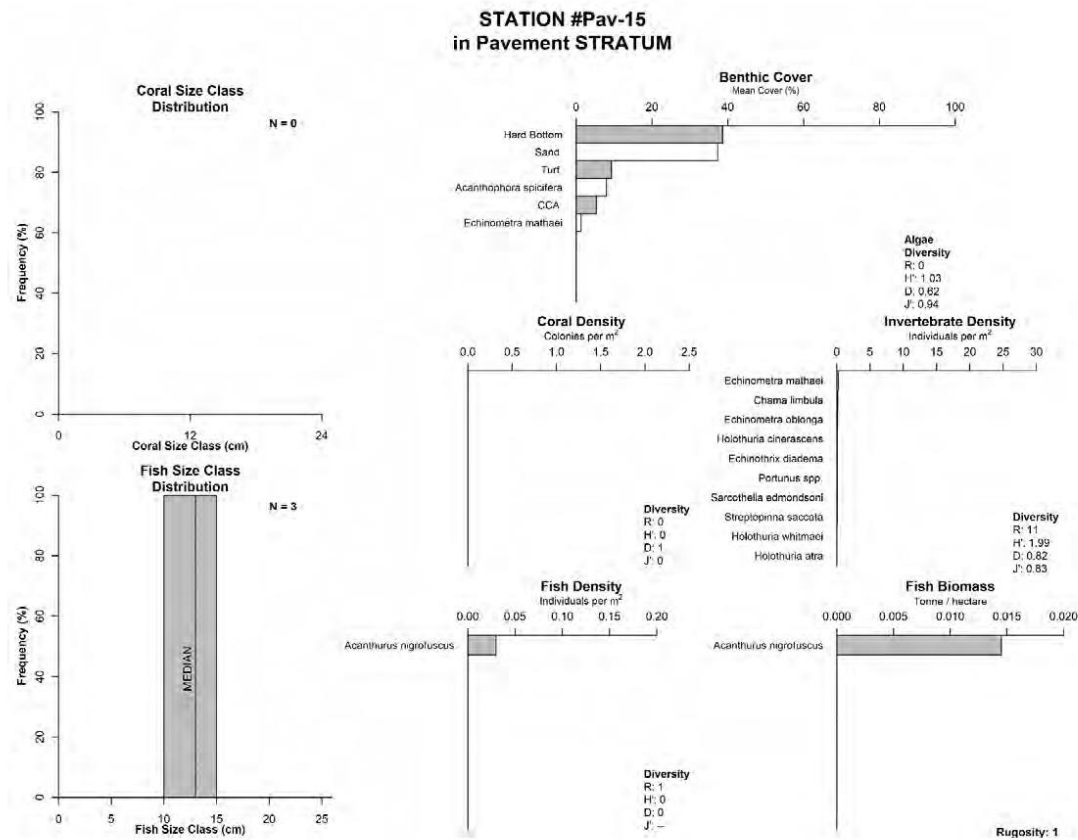 STATION #Pav-15
in Pavement STRATUM
Coral Size Class
Distribution
N = 0
Frequency (%)
0 20 40 60 80 100
0 12 24
Coral Size Class (cm)
Benthic Cover
Mean Cover (%)
0 20 40 60 80 100
Hard Bottom
Sand
Turf
Acanthophora spicifera
CCA
Echinometra mathaei
Algae
Diversity
R: 0
H': 1.03
D: 0.62
J': 0.94
Coral Density
Colonies per m²
0.0 0.5 1.0 1.5 2.0 2.5
Diversity
R: 0
H': 0
D: 1
J': 0
Invertebrate Density
Individuals per m²
0 5 10 15 20 25 30
Echinometra mathaei
Chama limbula
Echinometra oblonga
Holothuria cinerascens
Echinothrix diadema
Portunus spp.
Sarcothelia edmondsoni
Streptopinna saccata
Holothuria whitmaei
Holothuria atra
Diversity
R: 11
H': 1.99
D: 0.82
J': 0.83
Fish Size Class
Distribution
N = 3
Frequency (%)
0 20 40 60 80 100
MEDIAN
0 5 10 15 20 25
Fish Size Class (cm)
Fish Density
Individuals per m²
0.00 0.05 0.10 0.15 0.20
Acanthurus nigrofuscus
Diversity
R: 1
H': 0
D: 0
J': --
Fish Biomass
Tonne / hectare
0.000 0.005 0.010 0.015 0.020
Acanthurus nigrofuscus
Rugosity: 1